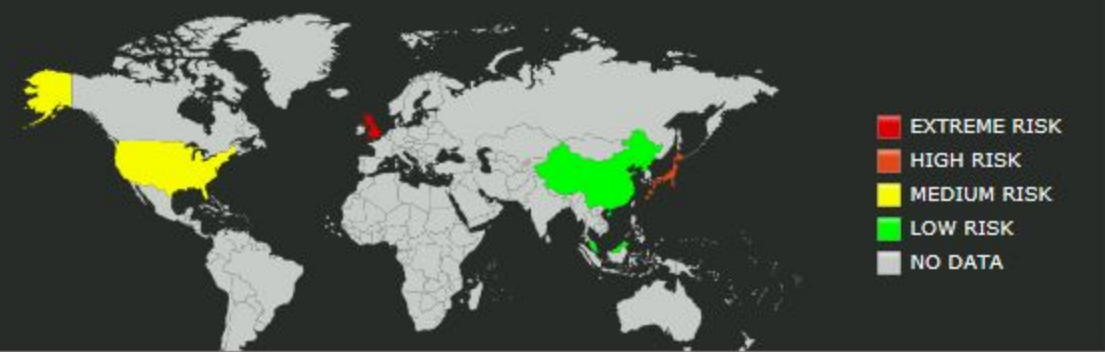 EXTREME RISK
HIGH RISK
MEDIUM RISK
LOW RISK
NO DATA